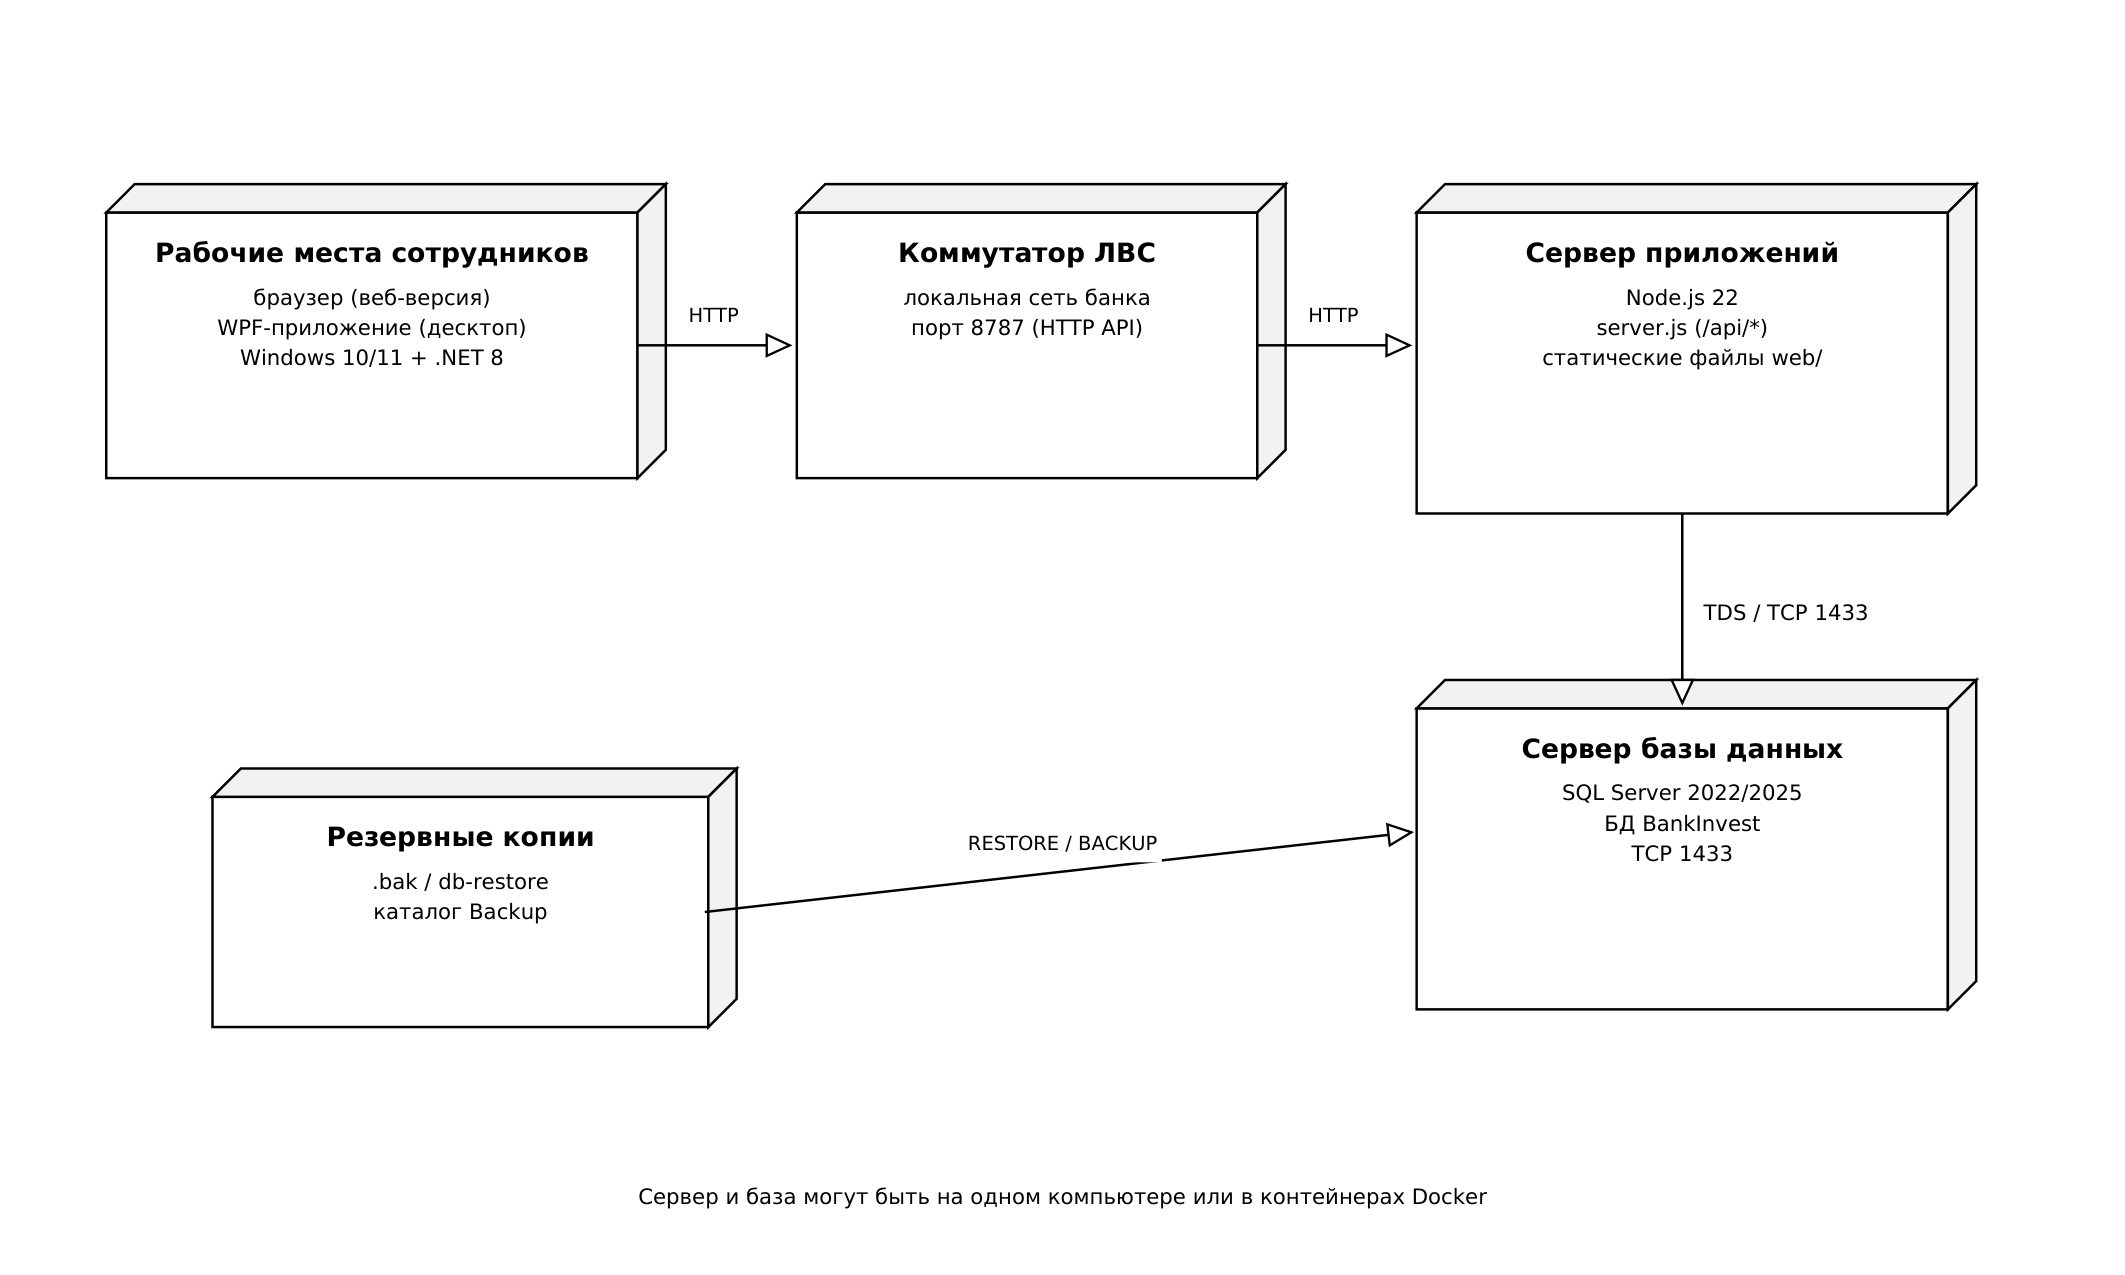 Рабочие места сотрудников
браузер (веб-версия)
WPF-приложение (десктоп)
Windows 10/11 + .NET 8
HTTP
Коммутатор ЛВС
локальная сеть банка
порт 8787 (HTTP API)
HTTP
Сервер приложений
Node.js 22
server.js (/api/*)
статические файлы web/
TDS / TCP 1433
Сервер базы данных
SQL Server 2022/2025
БД BankInvest
TCP 1433
Резервные копии
.bak / db-restore
каталог Backup
RESTORE / BACKUP
Сервер и база могут быть на одном компьютере или в контейнерах Docker